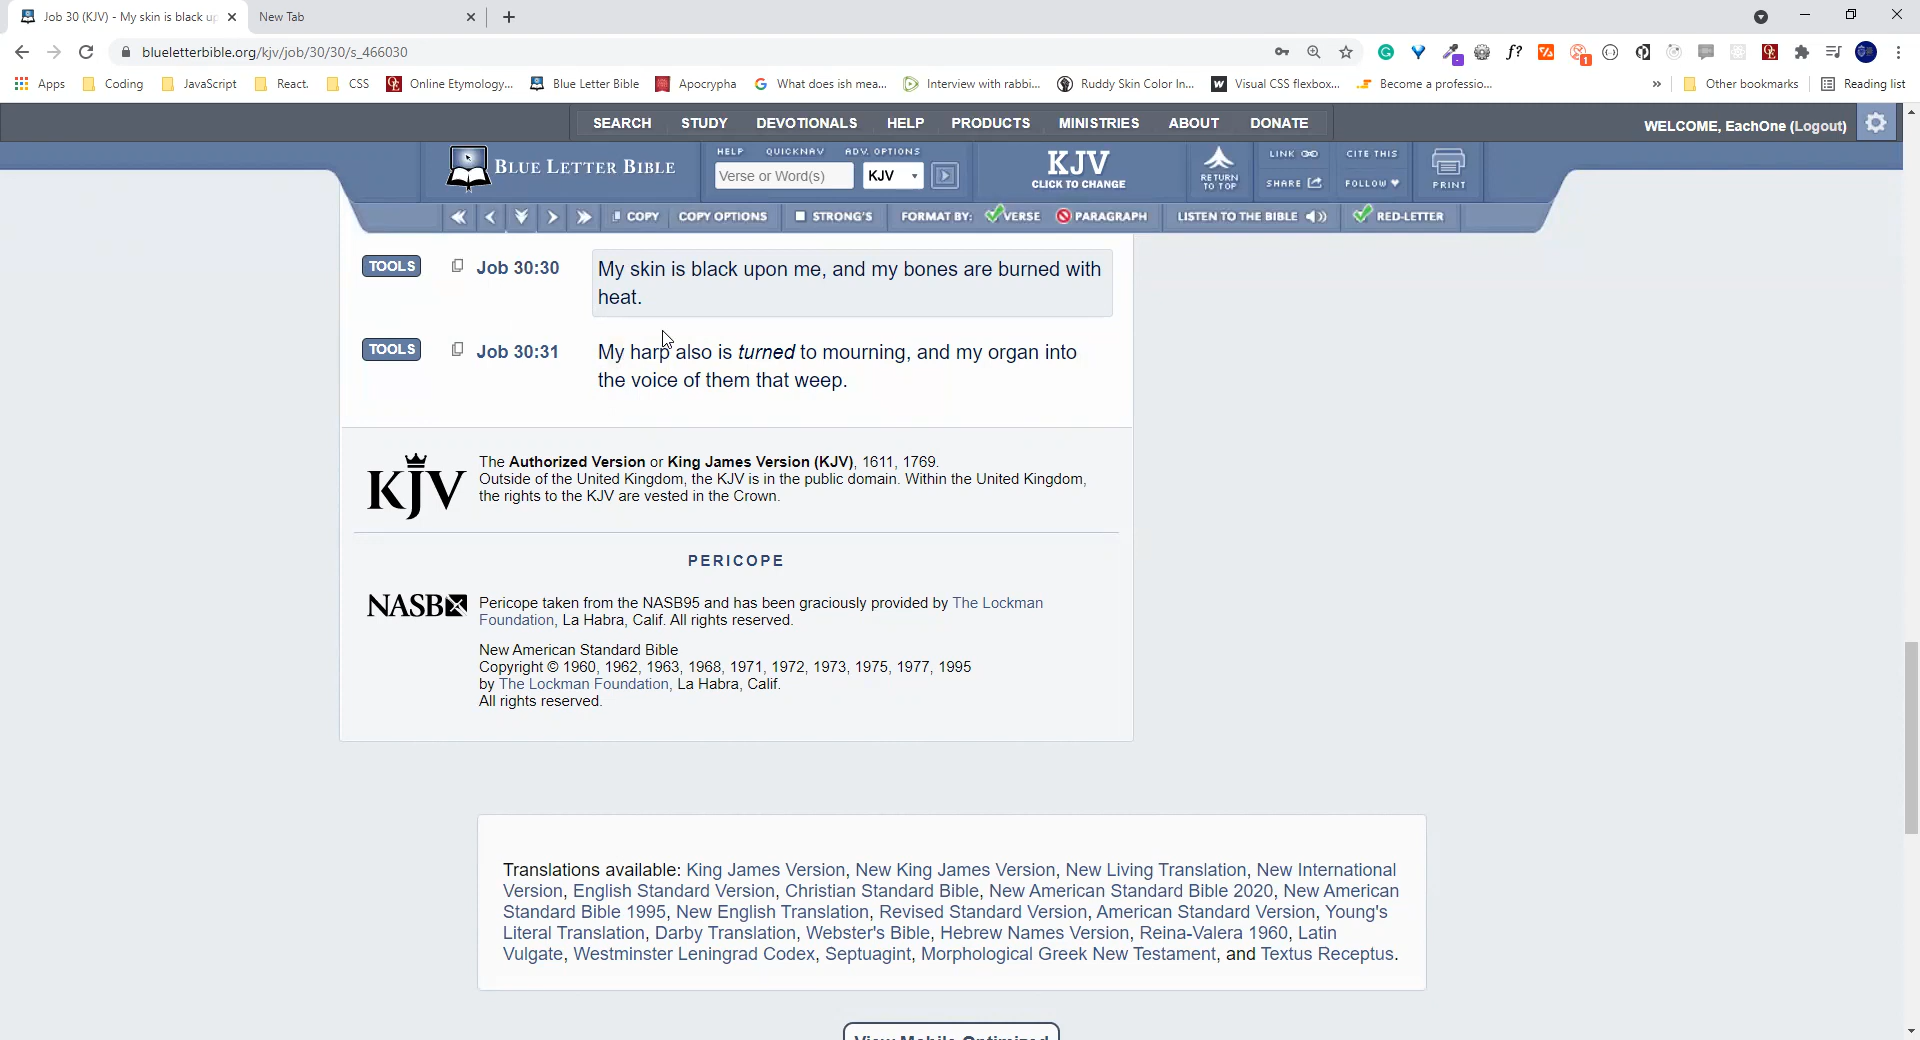 Job 30 (KJV) - My skin is black up
New Tab
blueletterbible.org/kjv/job/30/30/s_466030
Apps
Coding
JavaScript
React.
CSS
Online Etymology...
Blue Letter Bible
Apocrypha
What does ish mea...
Interview with rabbi...
Ruddy Skin Color In...
Visual CSS flexbox...
Become a professio...
»
Other bookmarks
Reading list
SEARCH
STUDY
DEVOTIONALS
HELP
PRODUCTS
MINISTRIES
ABOUT
DONATE
WELCOME, EachOne (Logout)
BLUE LETTER BIBLE
HELP
QUICKNAV
ADV. OPTIONS
Verse or Word(s)
KJV
KJV
CLICK TO CHANGE
RETURN
TO TOP
LINK
CITE THIS
SHARE
FOLLOW
PRINT
COPY
COPY OPTIONS
STRONG'S
FORMAT BY:
VERSE
PARAGRAPH
LISTEN TO THE BIBLE
RED-LETTER
TOOLS
Job 30:30
My skin is black upon me, and my bones are burned with
heat.
TOOLS
Job 30:31
My harp also is turned to mourning, and my organ into
the voice of them that weep.
KJV
The Authorized Version or King James Version (KJV), 1611, 1769.
Outside of the United Kingdom, the KJV is in the public domain. Within the United Kingdom,
the rights to the KJV are vested in the Crown.
PERICOPE
NASB
Pericope taken from the NASB95 and has been graciously provided by The Lockman
Foundation, La Habra, Calif. All rights reserved.
New American Standard Bible
Copyright © 1960, 1962, 1963, 1968, 1971, 1972, 1973, 1975, 1977, 1995
by The Lockman Foundation, La Habra, Calif.
All rights reserved.
Translations available: King James Version, New King James Version, New Living Translation, New International
Version, English Standard Version, Christian Standard Bible, New American Standard Bible 2020, New American
Standard Bible 1995, New English Translation, Revised Standard Version, American Standard Version, Young's
Literal Translation, Darby Translation, Webster's Bible, Hebrew Names Version, Reina-Valera 1960, Latin
Vulgate, Westminster Leningrad Codex, Septuagint, Morphological Greek New Testament, and Textus Receptus.
View Mobile Optimized